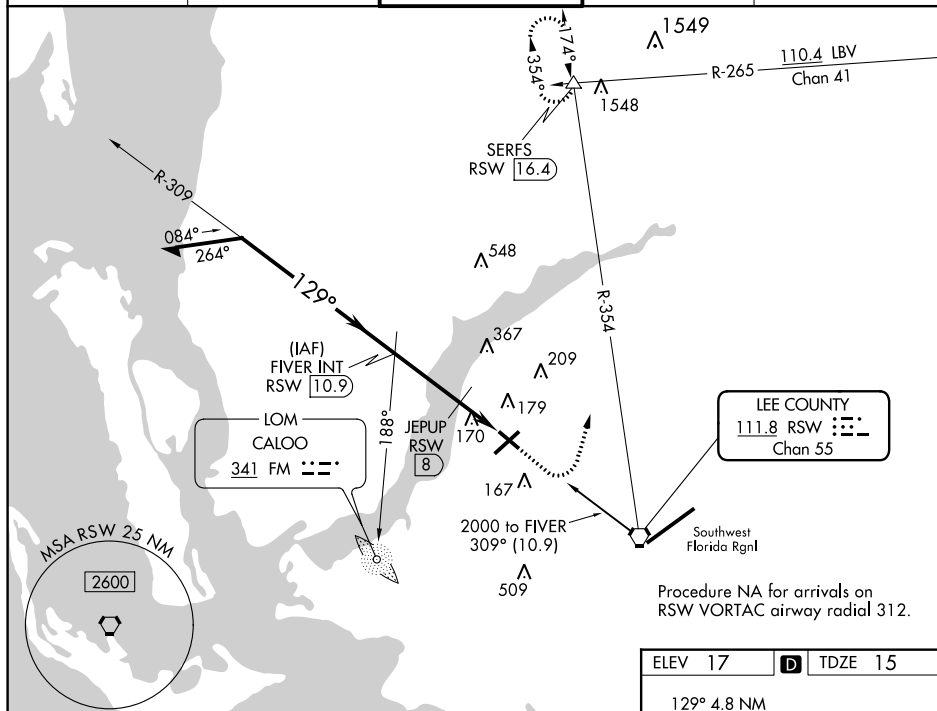 1549
174°
354°
110.4 LBV
R-265
Chan 41
1548
SERFS
RSW 16.4
R-309
084°
264°
548
129°
R-354
(IAF)
FIVER INT
RSW 10.9
367
209
179
LOM
CALOO
341 FM
188°
JEPUP
RSW
8
170
LEE COUNTY
111.8 RSW
Chan 55
167
2000 to FIVER
309° (10.9)
Southwest
Florida Rgnl
MSA RSW 25 NM
2600
509
Procedure NA for arrivals on
RSW VORTAC airway radial 312.
ELEV 17 D TDZE 15
129° 4.8 NM